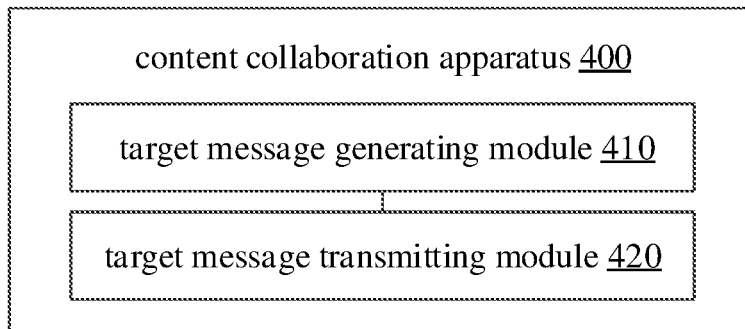 content collaboration apparatus 400
target message generating module 410
target message transmitting module 420